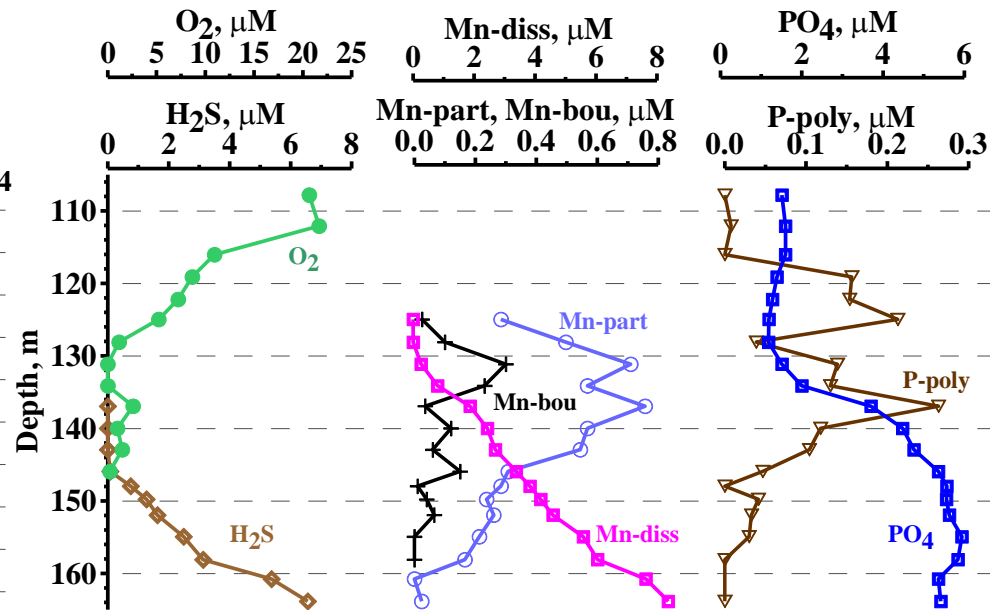 O2, μM
Mn-diss, μM
PO4, μM
0 5 10 15 20 25
0 2 4 6 8
0 2 4 6
H2S, μM
Mn-part, Mn-bou, μM
P-poly, μM
0 2 4 6 8
0.0 0.2 0.4 0.6 0.8
0.0 0.1 0.2 0.3
4
110
O2
120
Mn-part
130
P-poly
Mn-bou
Depth, m
140
150
H2S
Mn-diss
PO4
160